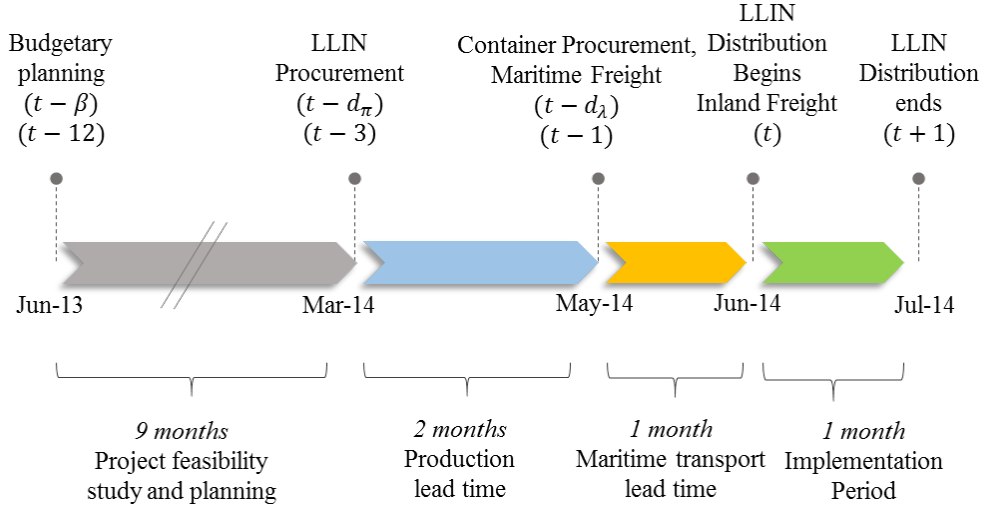 Budgetary
planning
(t − β)
(t − 12)
LLIN
Procurement
(t − dπ)
(t − 3)
Container Procurement,
Maritime Freight
(t − dλ)
(t − 1)
LLIN
Distribution
Begins
Inland Freight
(t)
LLIN
Distribution
ends
(t + 1)
Jun-13
Mar-14
May-14
Jun-14
Jul-14
9 months
Project feasibility
study and planning
2 months
Production
lead time
1 month
Maritime transport
lead time
1 month
Implementation
Period